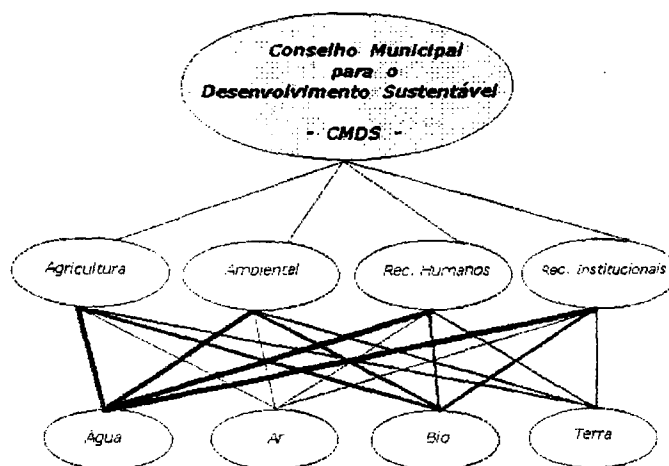 Conselho Municipal
para o
Desenvolvimento Sustentável
- CMDS -
Agricultura
Ambiental
Rec. Humanos
Rec. Institucionais
Água
Ar
Bio
Terra